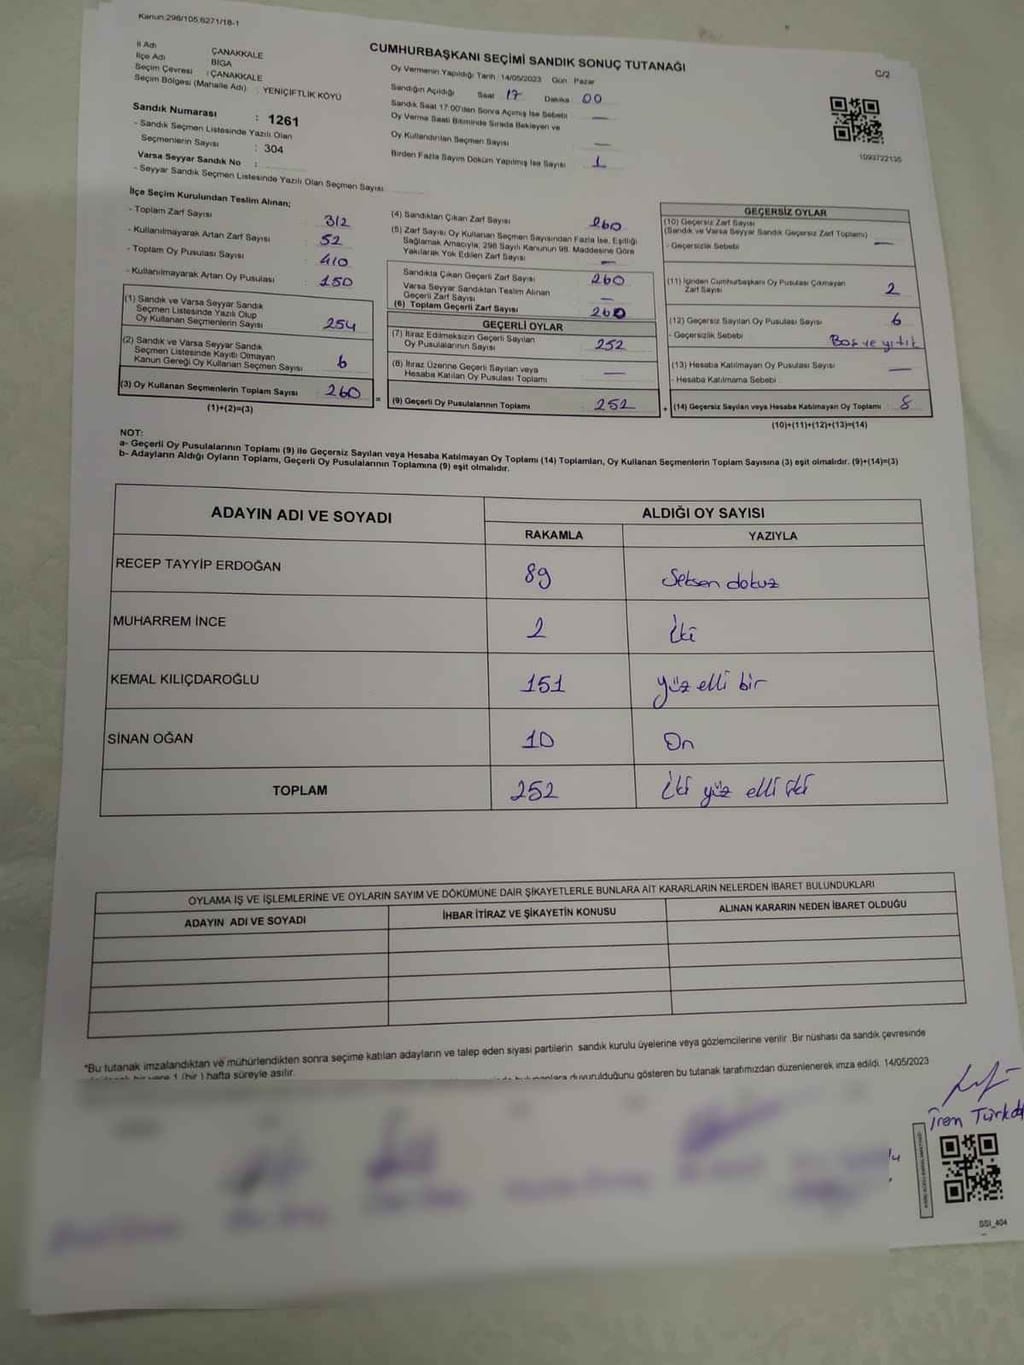 Kanun:298/105,6271/18-1
CUMHURBAŞKANI SEÇİMİ SANDIK SONUÇ TUTANAĞI
C/2
İl Adı ÇANAKKALE
İlçe Adı BİGA
Seçim Çevresi : ÇANAKKALE
Seçim Bölgesi (Mahalle Adı) : YENİÇİFTLİK KÖYÜ
Sandık Numarası : 1261
- Sandık Seçmen Listesinde Yazılı Olan
Seçmenlerin Sayısı : 304
Varsa Seyyar Sandık No :
- Seyyar Sandık Seçmen Listesinde Yazılı Olan Seçmen Sayısı
Oy Vermenin Yapıldığı Tarih : 14/05/2023 Gün Pazar
Sandığın Açıldığı Saat 17 Dakika 00
Sandık Saat 17:00'den Sonra Açılmış İse Sebebi —
Oy Verme Saati Bitiminde Sırada Bekleyen ve
Oy Kullandırılan Seçmen Sayısı —
Birden Fazla Sayım Döküm Yapılmış İse Sayısı 1
1093722135
İlçe Seçim Kurulundan Teslim Alınan;
- Toplam Zarf Sayısı 312
- Kullanılmayarak Artan Zarf Sayısı 52
- Toplam Oy Pusulası Sayısı 410
- Kullanılmayarak Artan Oy Pusulası 150
(1) Sandık ve Varsa Seyyar Sandık
Seçmen Listesinde Yazılı Olup
Oy Kullanan Seçmenlerin Sayısı 254
(2) Sandık ve Varsa Seyyar Sandık
Seçmen Listesinde Kayıtlı Olmayan
Kanun Gereği Oy Kullanan Seçmen Sayısı 6
(3) Oy Kullanan Seçmenlerin Toplam Sayısı 260
(1)+(2)=(3)
(4) Sandıktan Çıkan Zarf Sayısı 260
(5) Zarf Sayısı Oy Kullanan Seçmen Sayısından Fazla İse, Eşitliği
Sağlamak Amacıyla, 298 Sayılı Kanunun 98. Maddesine Göre
Yakılarak Yok Edilen Zarf Sayısı —
Sandıkta Çıkan Geçerli Zarf Sayısı 260
Varsa Seyyar Sandıktan Teslim Alınan
Geçerli Zarf Sayısı —
(6) Toplam Geçerli Zarf Sayısı 260
GEÇERLİ OYLAR
(7) İtiraz Edilmeksizin Geçerli Sayılan
Oy Pusulalarının Sayısı 252
(8) İtiraz Üzerine Geçerli Sayılan veya
Hesaba Katılan Oy Pusulası Toplamı —
= (9) Geçerli Oy Pusulalarının Toplamı 252
GEÇERSİZ OYLAR
(10) Geçersiz Zarf Sayısı
(Sandık ve Varsa Seyyar Sandık Geçersiz Zarf Toplamı) —
- Geçersizlik Sebebi
(11) İçinden Cumhurbaşkanı Oy Pusulası Çıkmayan
Zarf Sayısı 2
(12) Geçersiz Sayılan Oy Pusulası Sayısı 6
- Geçersizlik Sebebi Boş ve yırtık
(13) Hesaba Katılmayan Oy Pusulası Sayısı —
- Hesaba Katılmama Sebebi
+ (14) Geçersiz Sayılan veya Hesaba Katılmayan Oy Toplamı 8
(10)+(11)+(12)+(13)=(14)
NOT:
a- Geçerli Oy Pusulalarının Toplamı (9) ile Geçersiz Sayılan veya Hesaba Katılmayan Oy Toplamı (14) Toplamları, Oy Kullanan Seçmenlerin Toplam Sayısına (3) eşit olmalıdır. (9)+(14)=(3)
b- Adayların Aldığı Oyların Toplamı, Geçerli Oy Pusulalarının Toplamına (9) eşit olmalıdır.
ADAYIN ADI VE SOYADI ALDIĞI OY SAYISI
RAKAMLA YAZIYLA
RECEP TAYYİP ERDOĞAN 89 Seksen dokuz
MUHARREM İNCE 2 İki
KEMAL KILIÇDAROĞLU 151 yüz elli bir
SİNAN OĞAN 10 On
TOPLAM 252 İki yüz elli iki
OYLAMA İŞ VE İŞLEMLERİNE VE OYLARIN SAYIM VE DÖKÜMÜNE DAİR ŞİKAYETLERLE BUNLARA AİT KARARLARIN NELERDEN İBARET BULUNDUKLARI
ADAYIN ADI VE SOYADI İHBAR İTİRAZ VE ŞİKAYETİN KONUSU ALINAN KARARIN NEDEN İBARET OLDUĞU
*Bu tutanak imzalandıktan ve mühürlendikten sonra seçime katılan adayların ve talep eden siyasi partilerin sandık kurulu üyelerine veya gözlemcilerine verilir .Bir nüshası da sandık çevresinde
bir yere 1 (bir ) hafta süreyle asılır.
duyurulduğunu gösteren bu tutanak tarafımızdan düzenlenerek imza edildi. 14/05/2023
İrem
SSI_404